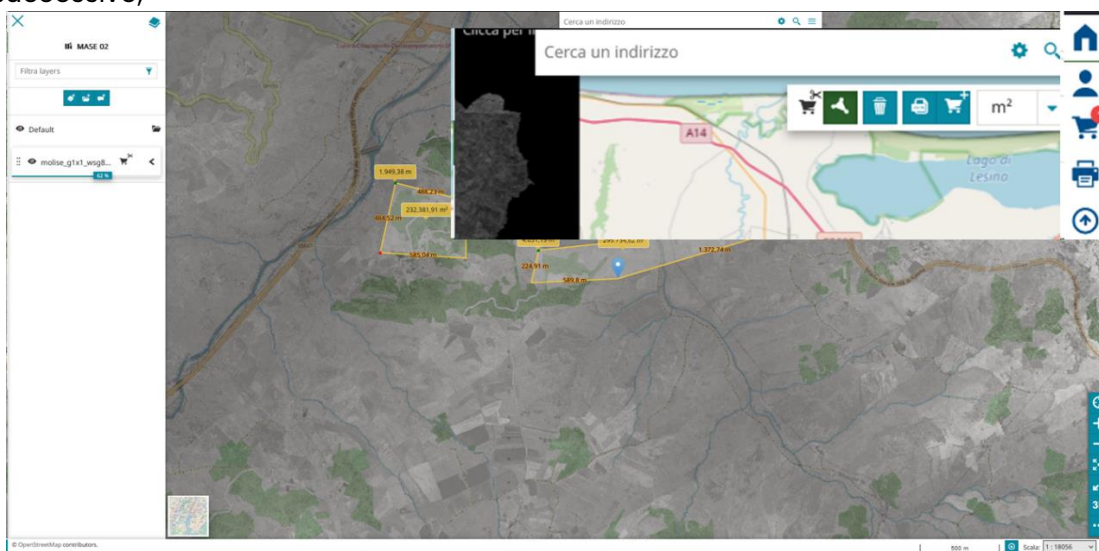 Cerca un indirizzo
MASE 02
Filtra layers
Default
molise_g1x1_wsg8...
62 %
Cerca un indirizzo
m²
A14
Lago di
Lesina
1.949,38 m
488,23 m
484,52 m
232.381,91 m²
585,04 m
224,91 m
589,8 m
1.372,74 m
© OpenStreetMap contributors.
800 m
Scala: 1 : 18056